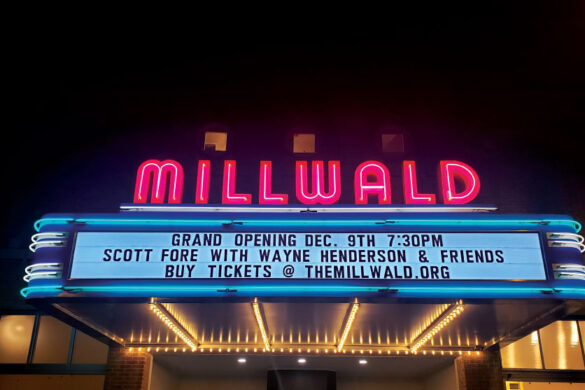 MILLWALD
GRAND OPENING DEC. 9TH 7:30PM
SCOTT FORE WITH WAYNE HENDERSON & FRIENDS
BUY TICKETS @ THEMILLWALD.ORG